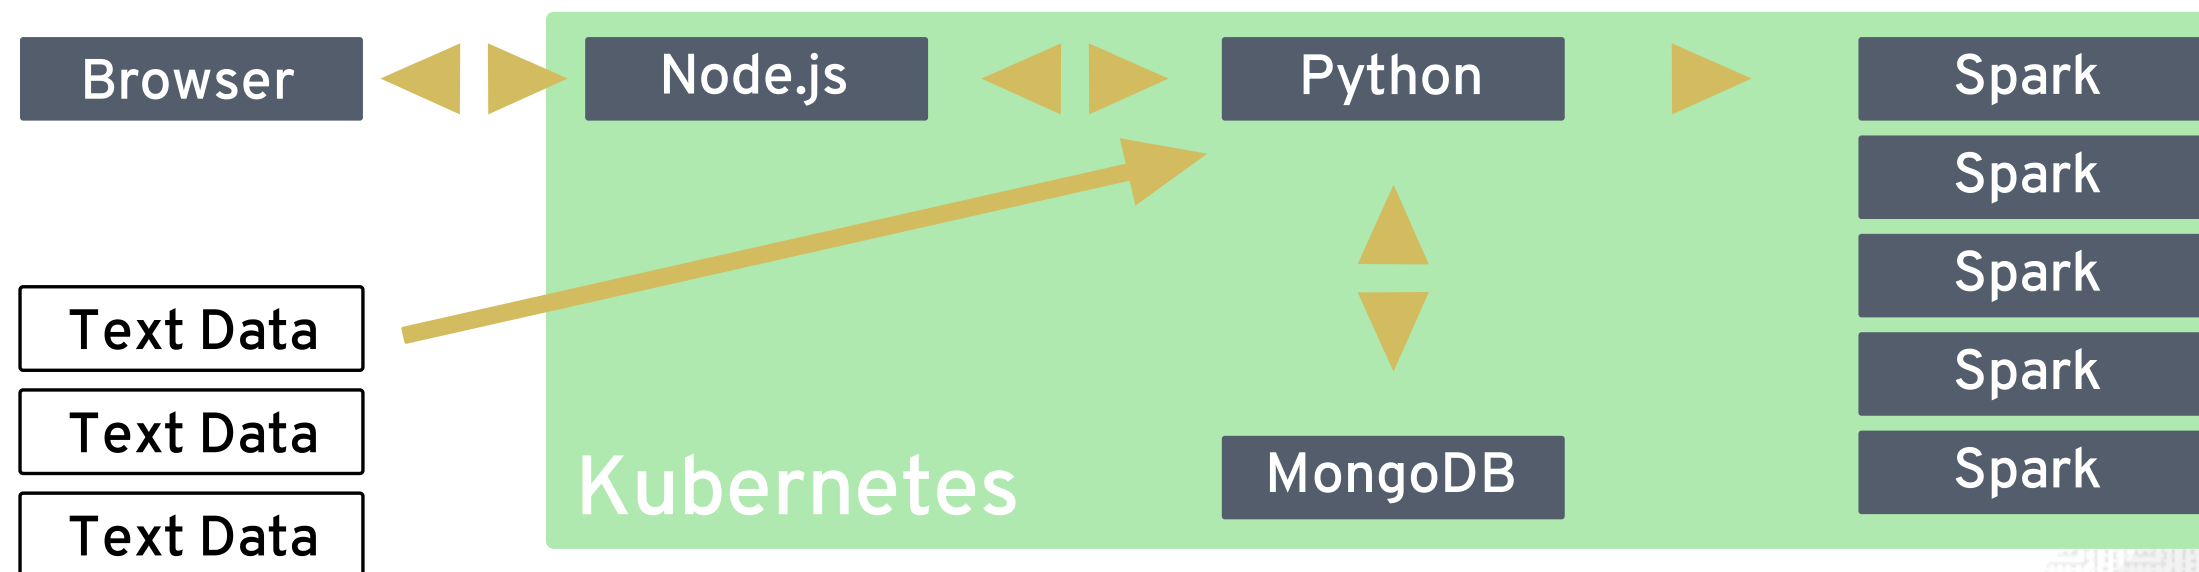 Browser
Node.js
Python
Spark
Spark
Spark
Spark
Spark
Text Data
Text Data
Text Data
MongoDB
Kubernetes